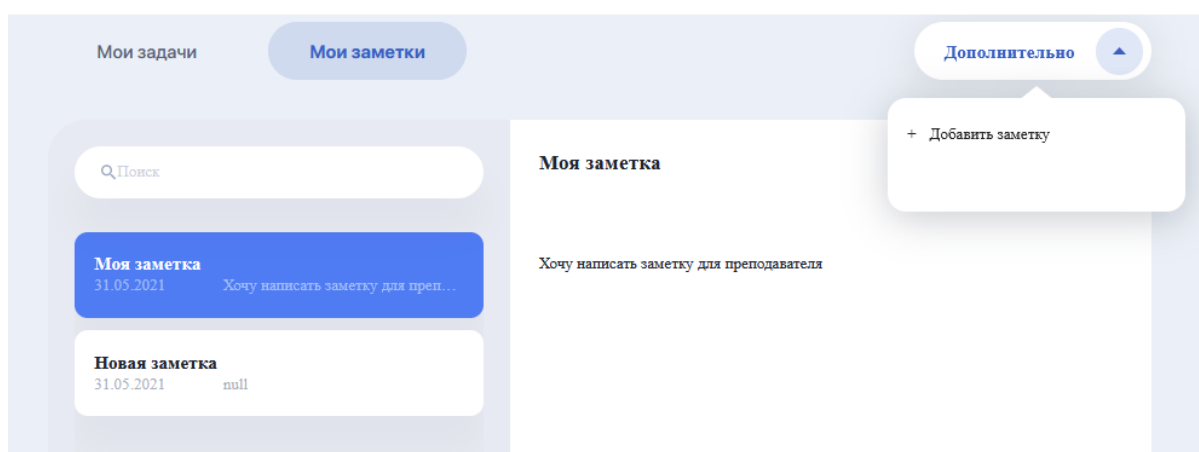 Мои задачи
Мои заметки
Дополнительно
+ Добавить заметку
Поиск
Моя заметка
31.05.2021 Хочу написать заметку для преп...
Новая заметка
31.05.2021 null
Моя заметка
Хочу написать заметку для преподавателя